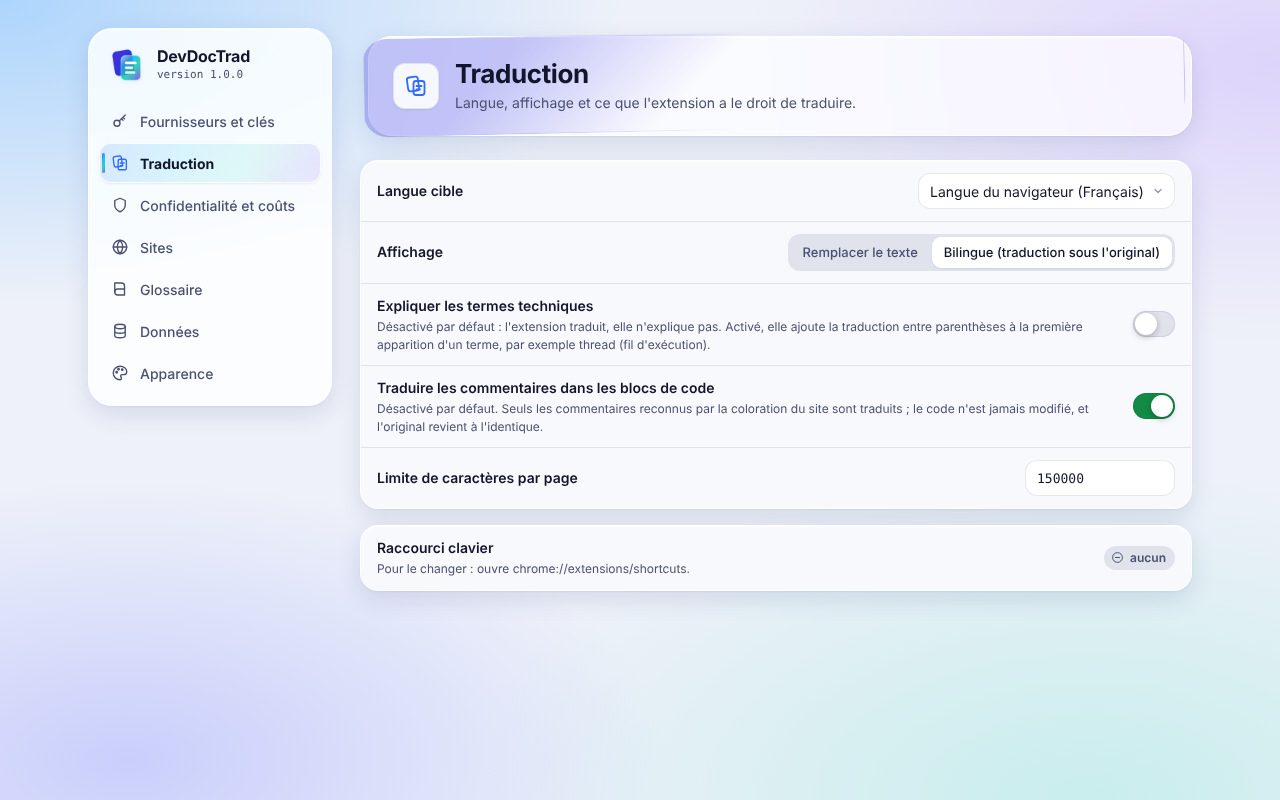 DevDocTrad
version 1.0.0
Fournisseurs et clés
Traduction
Confidentialité et coûts
Sites
Glossaire
Données
Apparence
Traduction
Langue, affichage et ce que l'extension a le droit de traduire.
Langue cible
Langue du navigateur (Français)
Affichage
Remplacer le texte
Bilingue (traduction sous l'original)
Expliquer les termes techniques
Désactivé par défaut : l'extension traduit, elle n'explique pas. Activé, elle ajoute la traduction entre parenthèses à la première
apparition d'un terme, par exemple thread (fil d'exécution).
Traduire les commentaires dans les blocs de code
Désactivé par défaut. Seuls les commentaires reconnus par la coloration du site sont traduits ; le code n'est jamais modifié, et
l'original revient à l'identique.
Limite de caractères par page
150000
Raccourci clavier
Pour le changer : ouvre chrome://extensions/shortcuts.
aucun